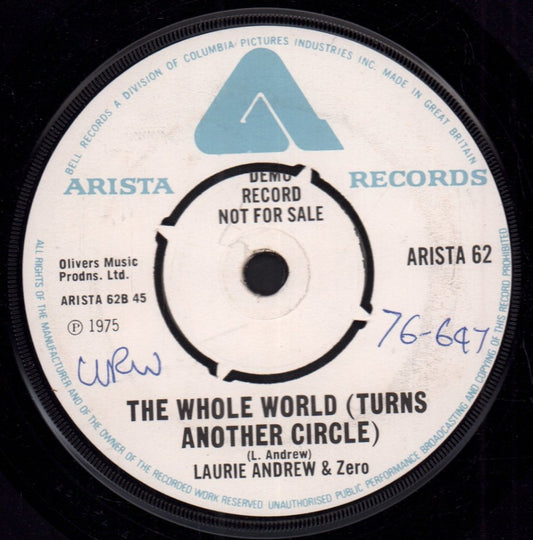 BELL RECORDS A DIVISION OF COLUMBIA PICTURES INDUSTRIES INC. MADE IN GREAT BRITAIN
ARISTA RECORDS
DEMO
RECORD
NOT FOR SALE
Olivers Music
Prodns. Ltd.
ARISTA 62
ARISTA 62B 45
℗ 1975
76-647
WRW
THE WHOLE WORLD (TURNS
ANOTHER CIRCLE)
(L. Andrew)
LAURIE ANDREW & Zero
ALL RIGHTS OF THE MANUFACTURER AND OF THE OWNER OF THE RECORDED WORK RESERVED UNAUTHORISED PUBLIC PERFORMANCE BROADCASTING AND COPYING OF THIS RECORD PROHIBITED